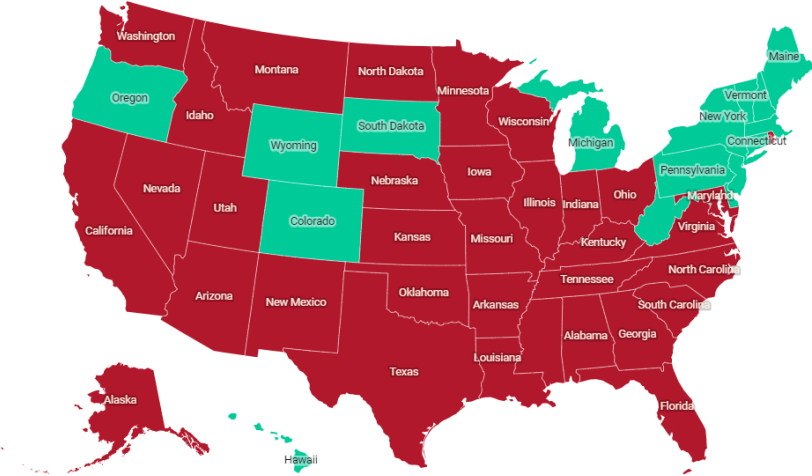 Washington
Montana
North Dakota
Minnesota
Maine
Oregon
Idaho
Wisconsin
Vermont
New York
South Dakota
Wyoming
Michigan
Connecticut
Pennsylvania
Nebraska
Iowa
Nevada
Utah
Colorado
Illinois
Indiana
Ohio
Maryland
California
Kansas
Missouri
Kentucky
Virginia
North Carolina
Arizona
New Mexico
Oklahoma
Tennessee
Arkansas
South Carolina
Alabama
Georgia
Texas
Louisiana
Alaska
Florida
Hawaii